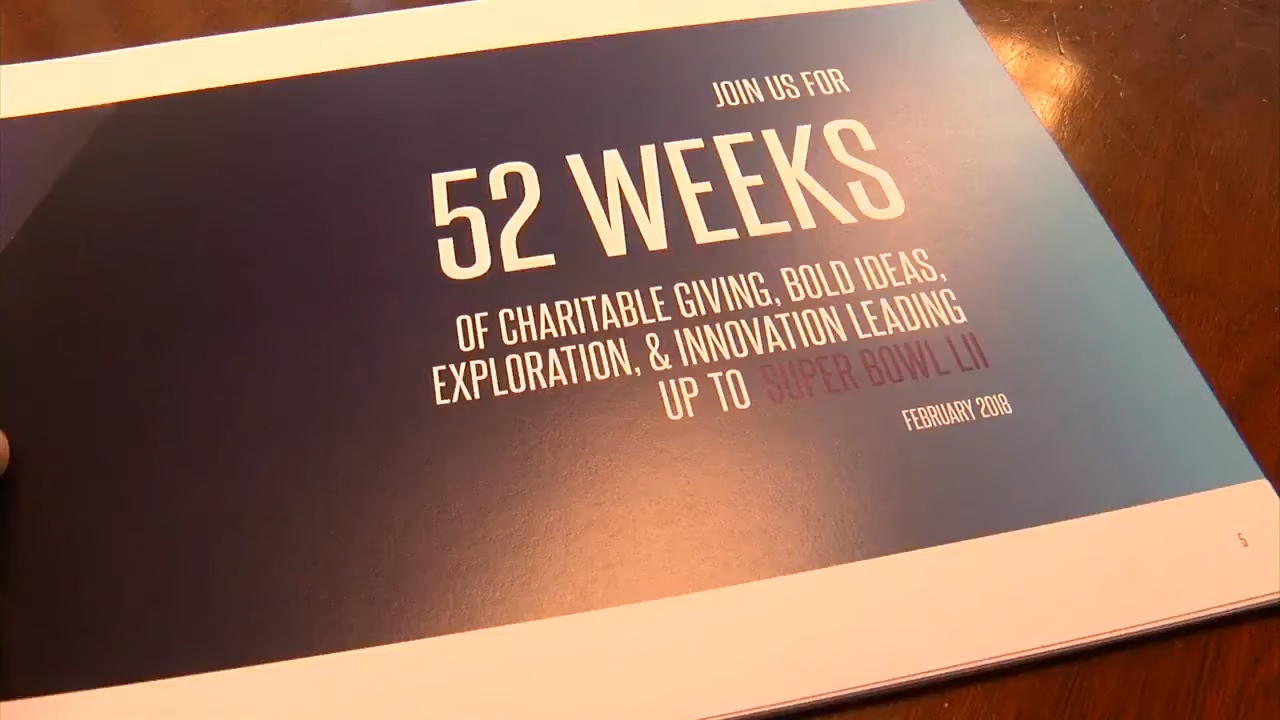 JOIN US FOR
52 WEEKS
OF CHARITABLE GIVING, BOLD IDEAS,
EXPLORATION, & INNOVATION LEADING
UP TO SUPER BOWL LII
FEBRUARY 2018
5